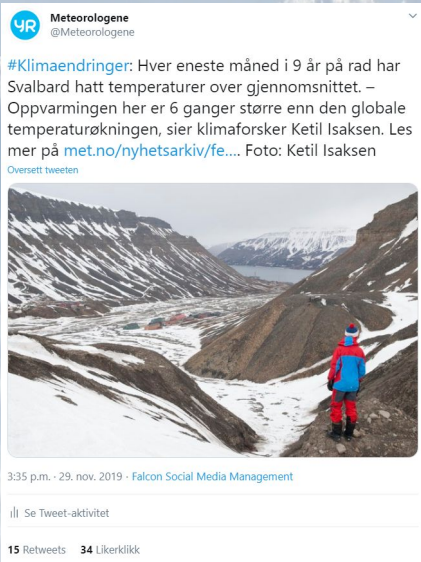 YR
Meteorologene
@Meteorologene
#Klimaendringer: Hver eneste måned i 9 år på rad har
Svalbard hatt temperaturer over gjennomsnittet. –
Oppvarmingen her er 6 ganger større enn den globale
temperaturøkningen, sier klimaforsker Ketil Isaksen. Les
mer på met.no/nyhetsarkiv/fe.... Foto: Ketil Isaksen
Oversett tweeten
3:35 p.m. · 29. nov. 2019 · Falcon Social Media Management
Se Tweet-aktivitet
15 Retweets 34 Likerklikk